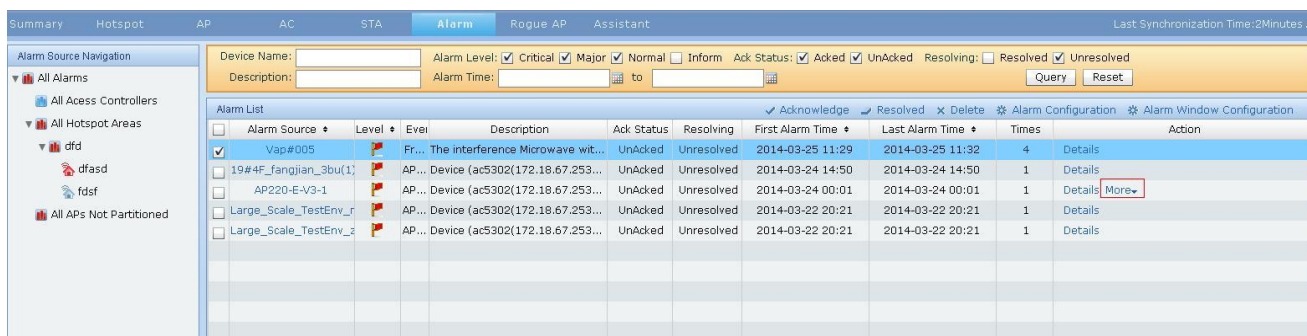 Summary Hotspot AP AC STA Alarm Rogue AP Assistant Last Synchronization Time:2Minutes
Alarm Source Navigation
All Alarms
All Acess Controllers
All Hotspot Areas
dfd
dfasd
fdsf
All APs Not Partitioned
Device Name: Alarm Level: Critical Major Normal Inform Ack Status: Acked UnAcked Resolving: Resolved Unresolved
Description: Alarm Time: to Query Reset
Alarm List Acknowledge Resolved Delete Alarm Configuration Alarm Window Configuration
Alarm Source Level Evei Description Ack Status Resolving First Alarm Time Last Alarm Time Times Action
Vap#005 Fr... The interference Microwave wit... UnAcked Unresolved 2014-03-25 11:29 2014-03-25 11:32 4 Details
19#4F_fangjian_3bu(1) AP... Device (ac5302(172.18.67.253... UnAcked Unresolved 2014-03-24 14:50 2014-03-24 14:50 1 Details
AP220-E-V3-1 AP... Device (ac5302(172.18.67.253... UnAcked Unresolved 2014-03-24 00:01 2014-03-24 00:01 1 Details More
Large_Scale_TestEnv_r AP... Device (ac5302(172.18.67.253... UnAcked Unresolved 2014-03-22 20:21 2014-03-22 20:21 1 Details
Large_Scale_TestEnv_z AP... Device (ac5302(172.18.67.253... UnAcked Unresolved 2014-03-22 20:21 2014-03-22 20:21 1 Details